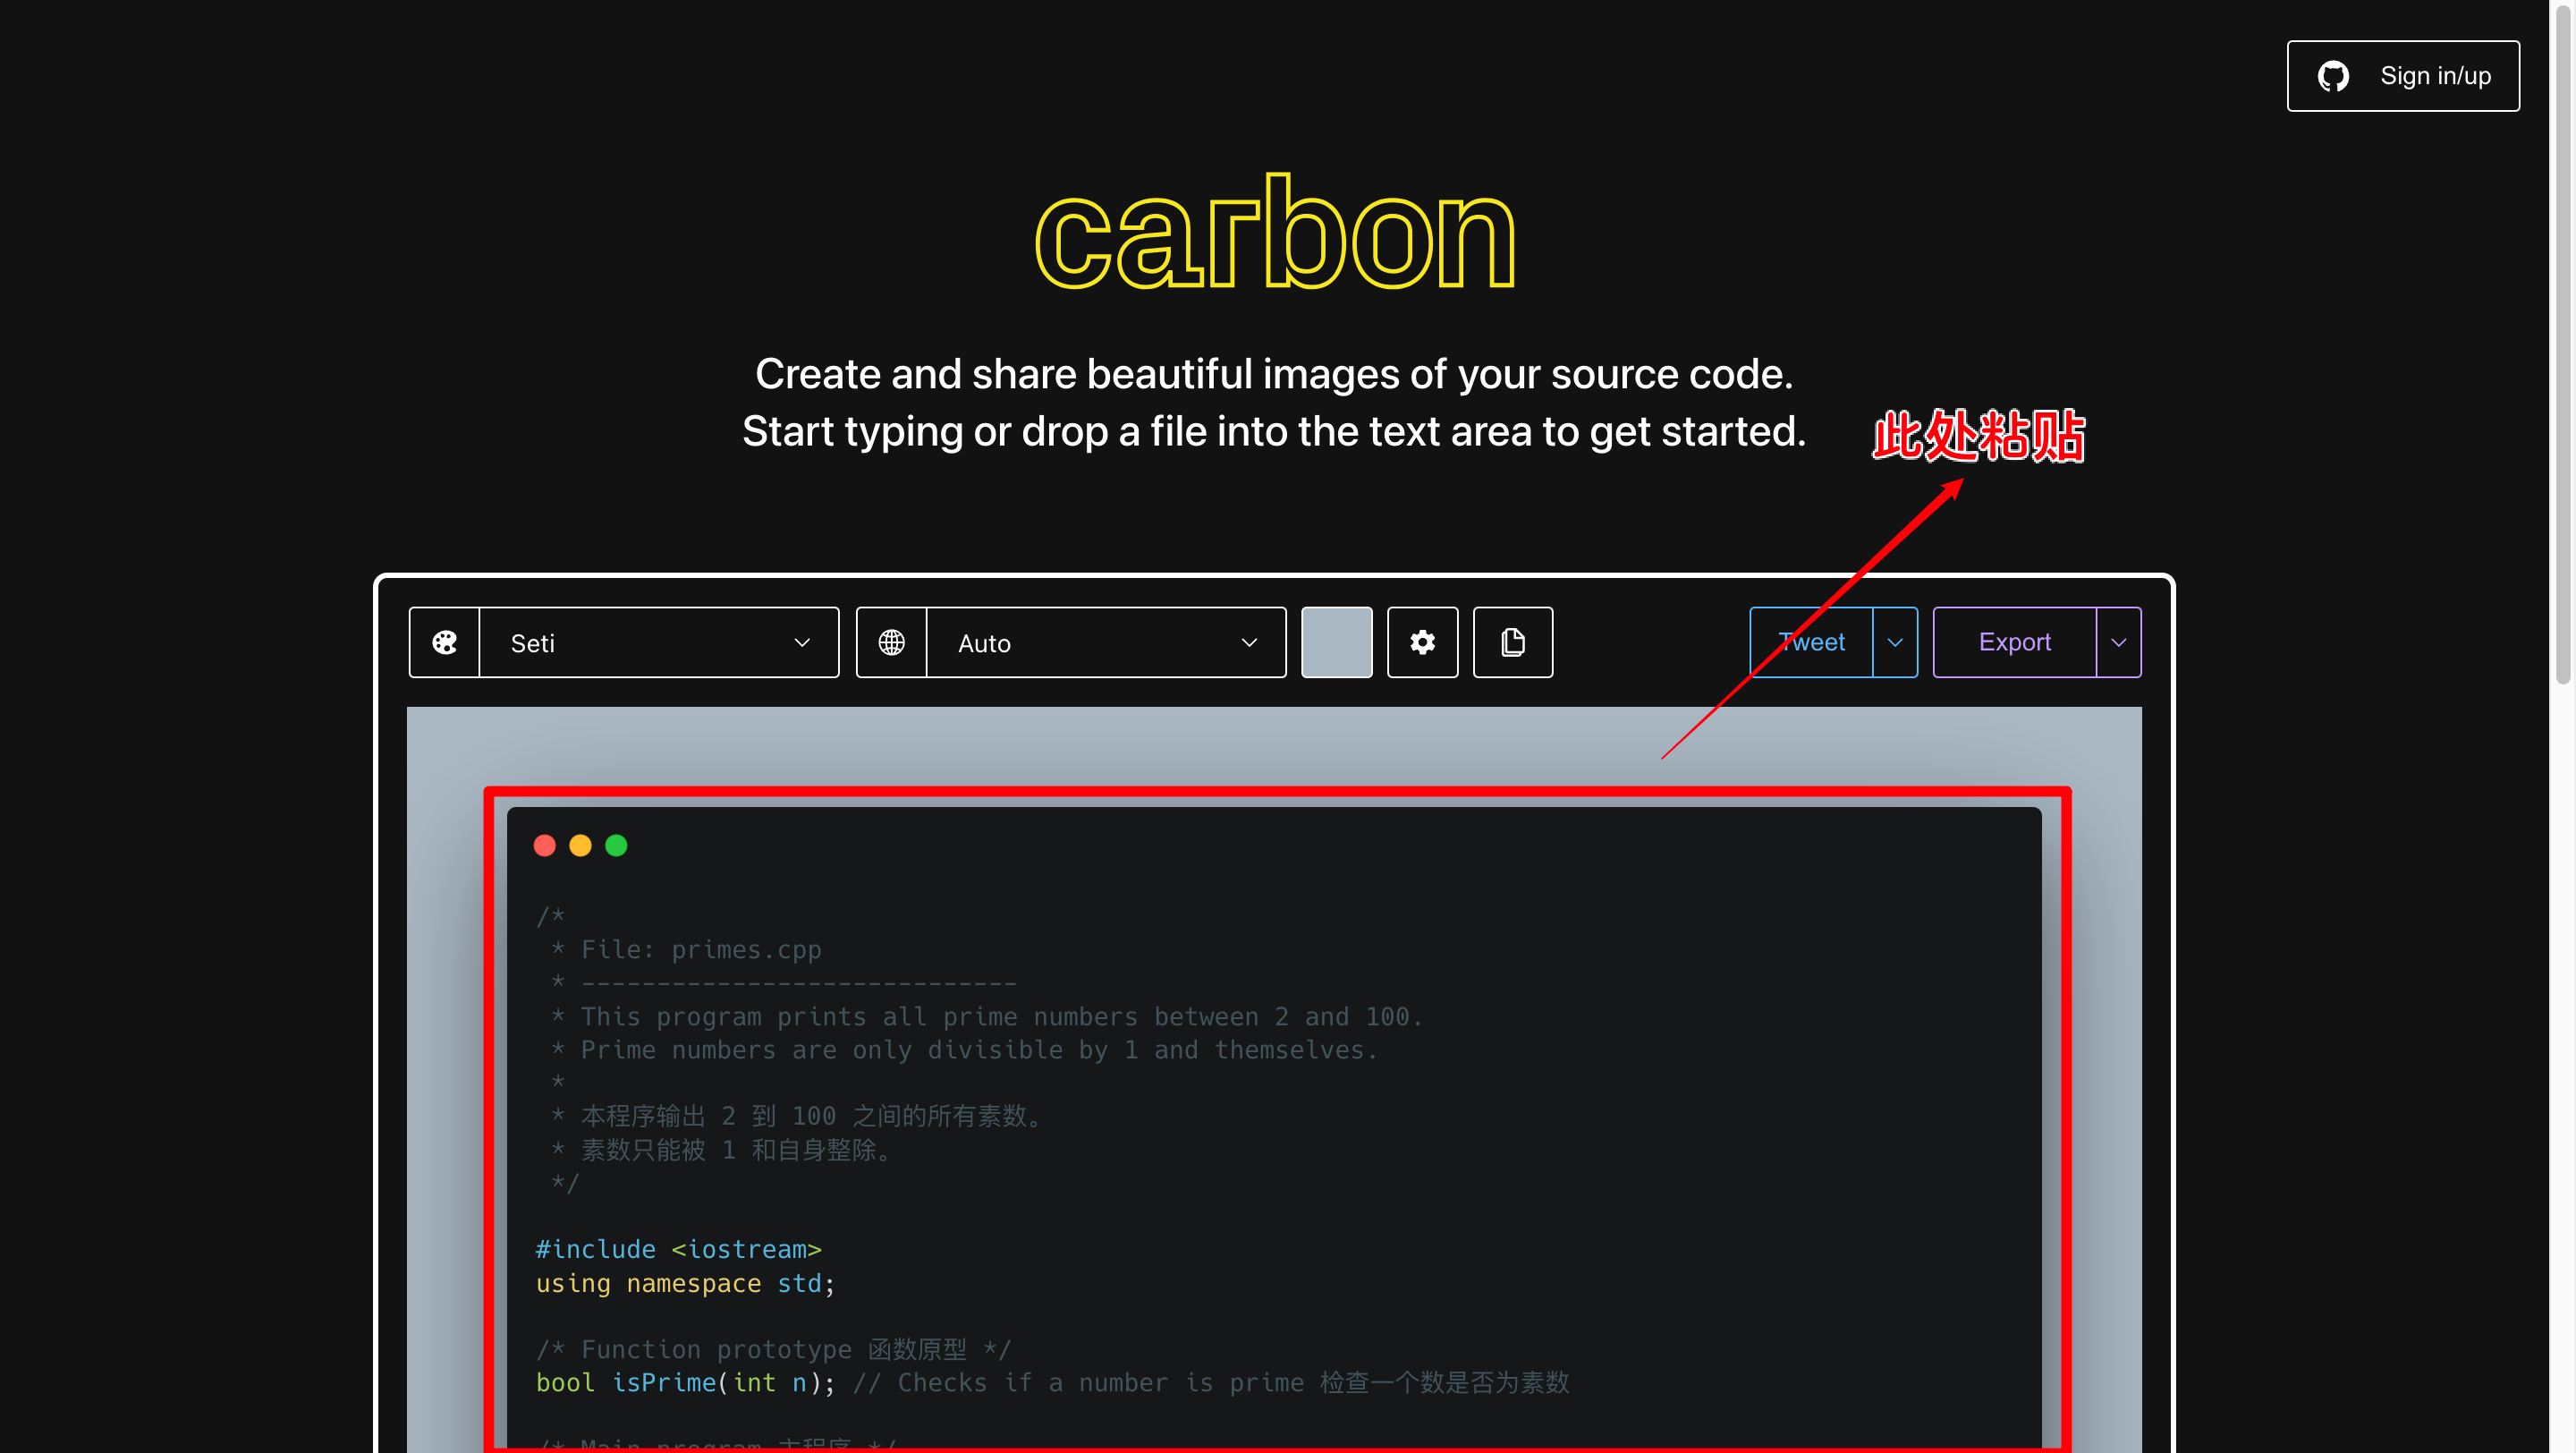 Sign in/up
carbon
Create and share beautiful images of your source code.
Start typing or drop a file into the text area to get started.
此处粘贴
Seti
Auto
Tweet
Export
/*
 * File: primes.cpp
 * -----------------------------
 * This program prints all prime numbers between 2 and 100.
 * Prime numbers are only divisible by 1 and themselves.
 *
 * 本程序输出 2 到 100 之间的所有素数。
 * 素数只能被 1 和自身整除。
 */
#include <iostream>
using namespace std;
/* Function prototype 函数原型 */
bool isPrime(int n); // Checks if a number is prime 检查一个数是否为素数
/* Main program 主程序 */